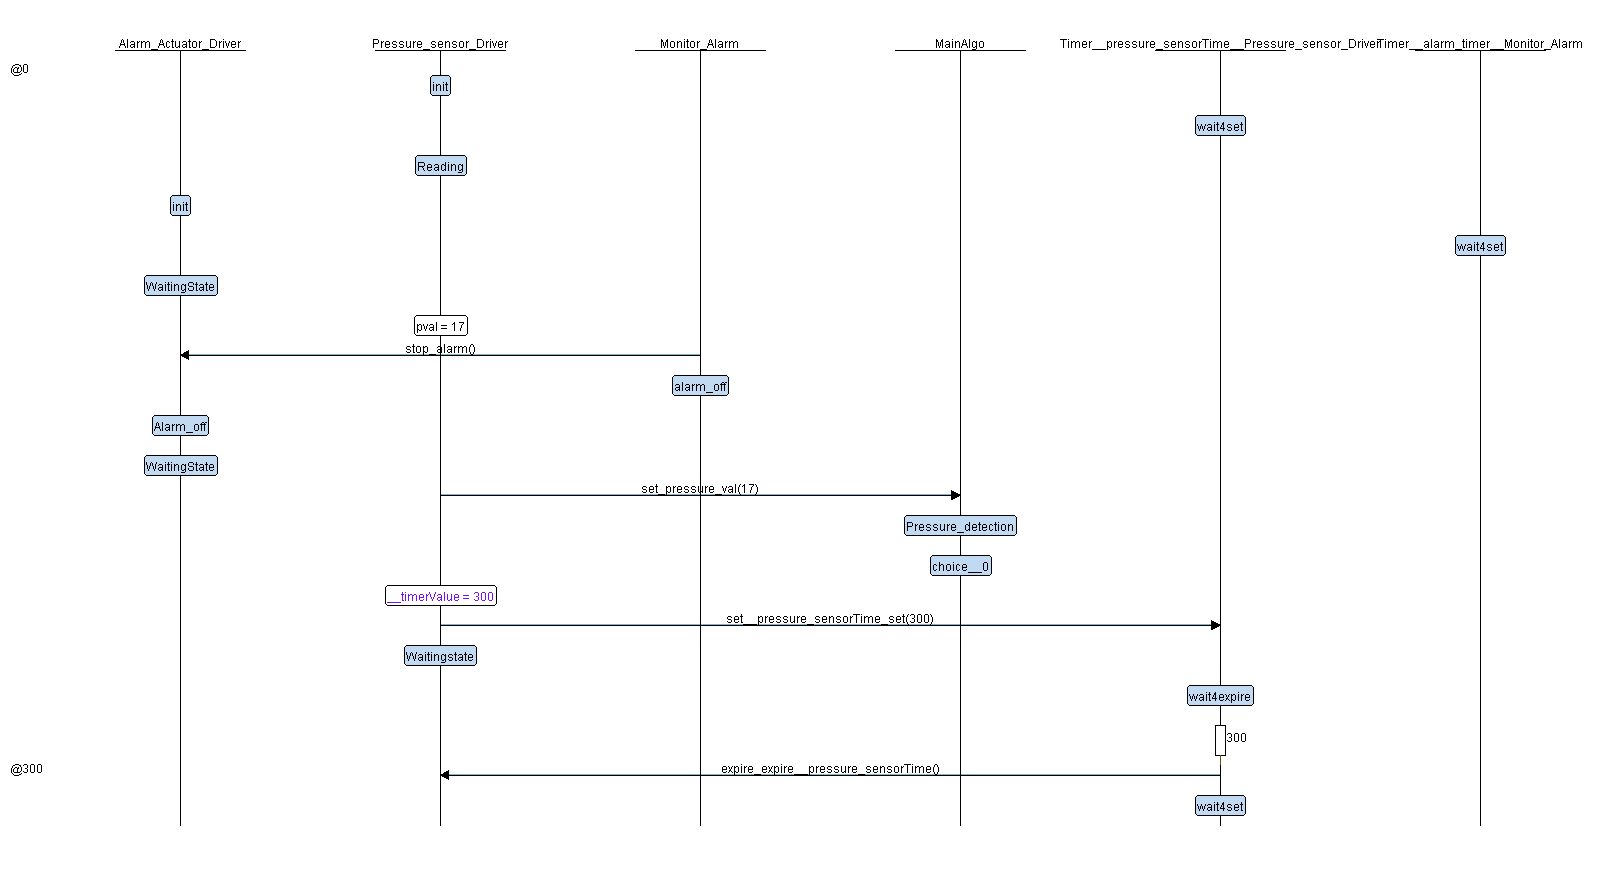 Alarm_Actuator_Driver
Pressure_sensor_Driver
Monitor_Alarm
MainAlgo
Timer__pressure_sensorTime__Pressure_sensor_Driver
Timer__alarm_timer__Monitor_Alarm
@0
init
wait4set
Reading
init
wait4set
WaitingState
pval = 17
stop_alarm()
alarm_off
Alarm_off
WaitingState
set_pressure_val(17)
Pressure_detection
choice__0
__timerValue = 300
set__pressure_sensorTime_set(300)
Waitingstate
wait4expire
300
@300
expire_expire__pressure_sensorTime()
wait4set